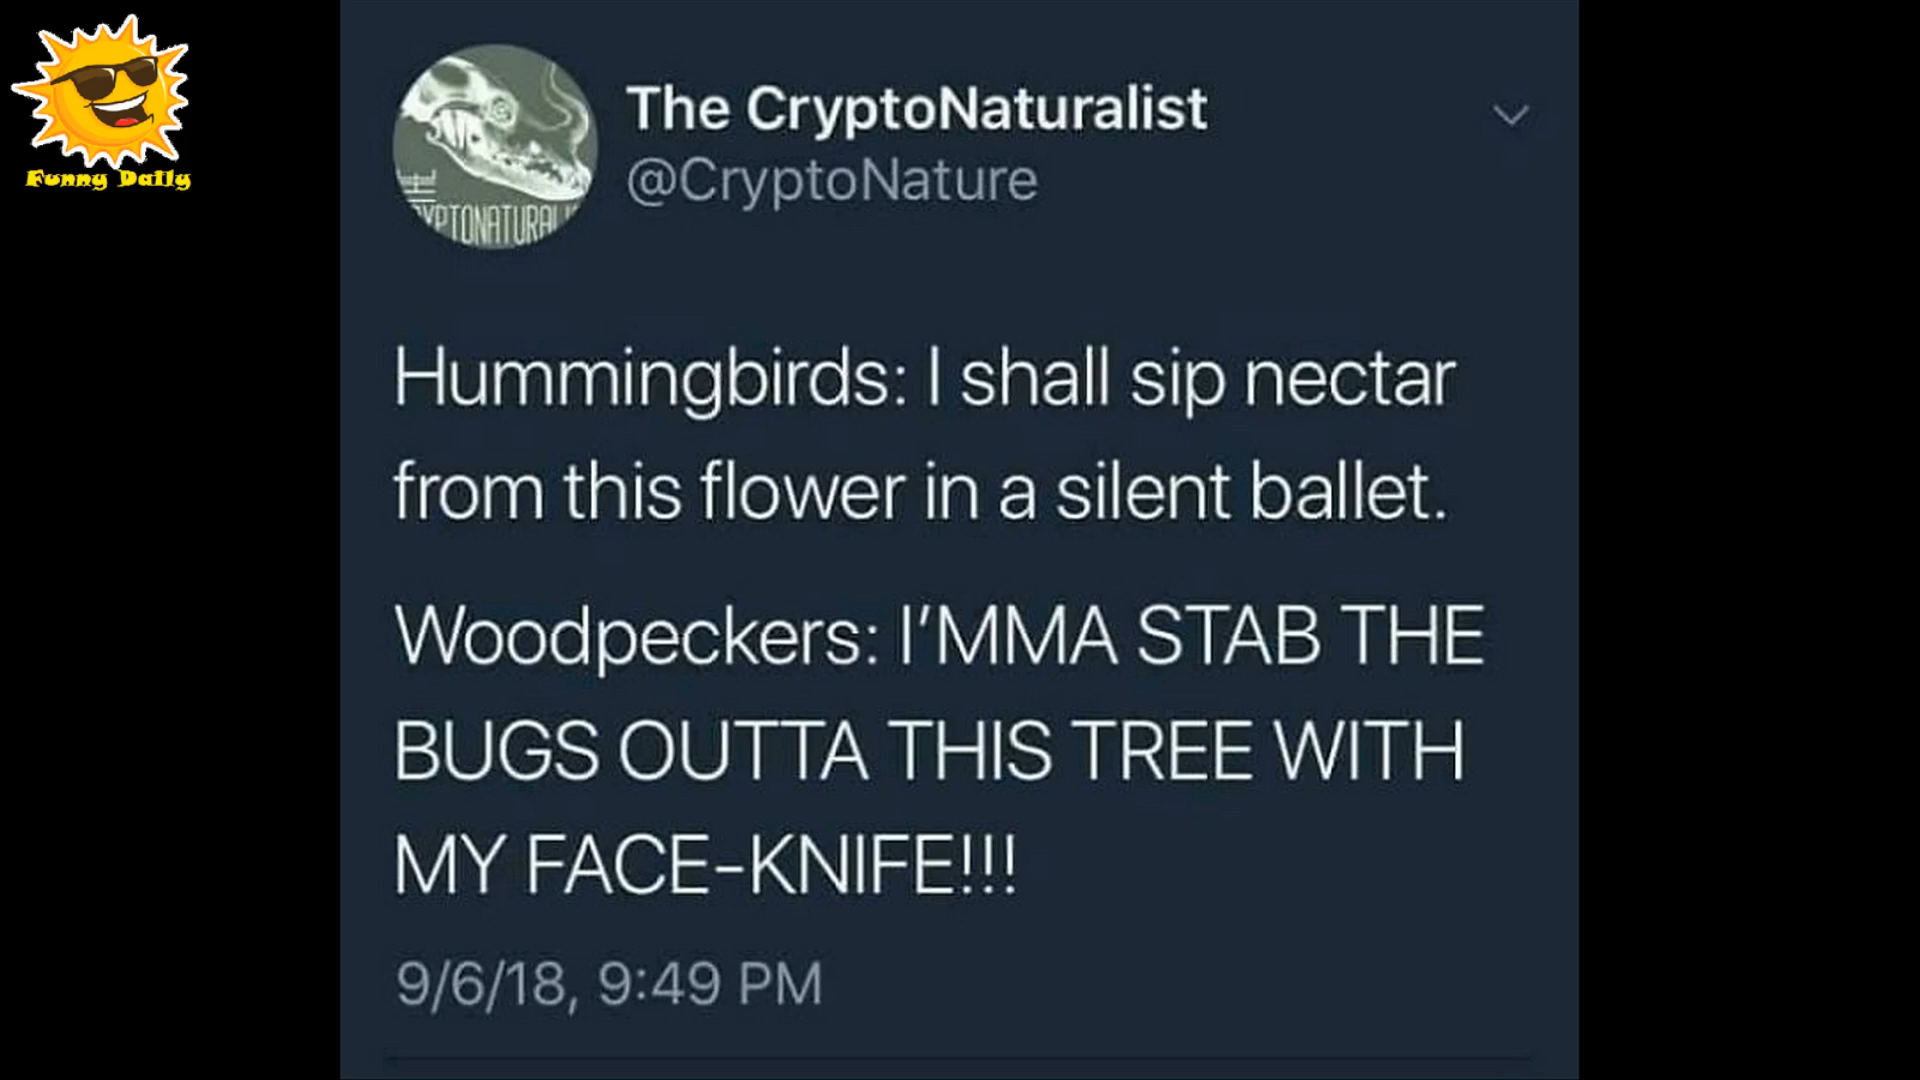 Funny Daily
The CryptoNaturalist
@CryptoNature
Hummingbirds: I shall sip nectar
from this flower in a silent ballet.
Woodpeckers: I'MMA STAB THE
BUGS OUTTA THIS TREE WITH
MY FACE-KNIFE!!!
9/6/18, 9:49 PM